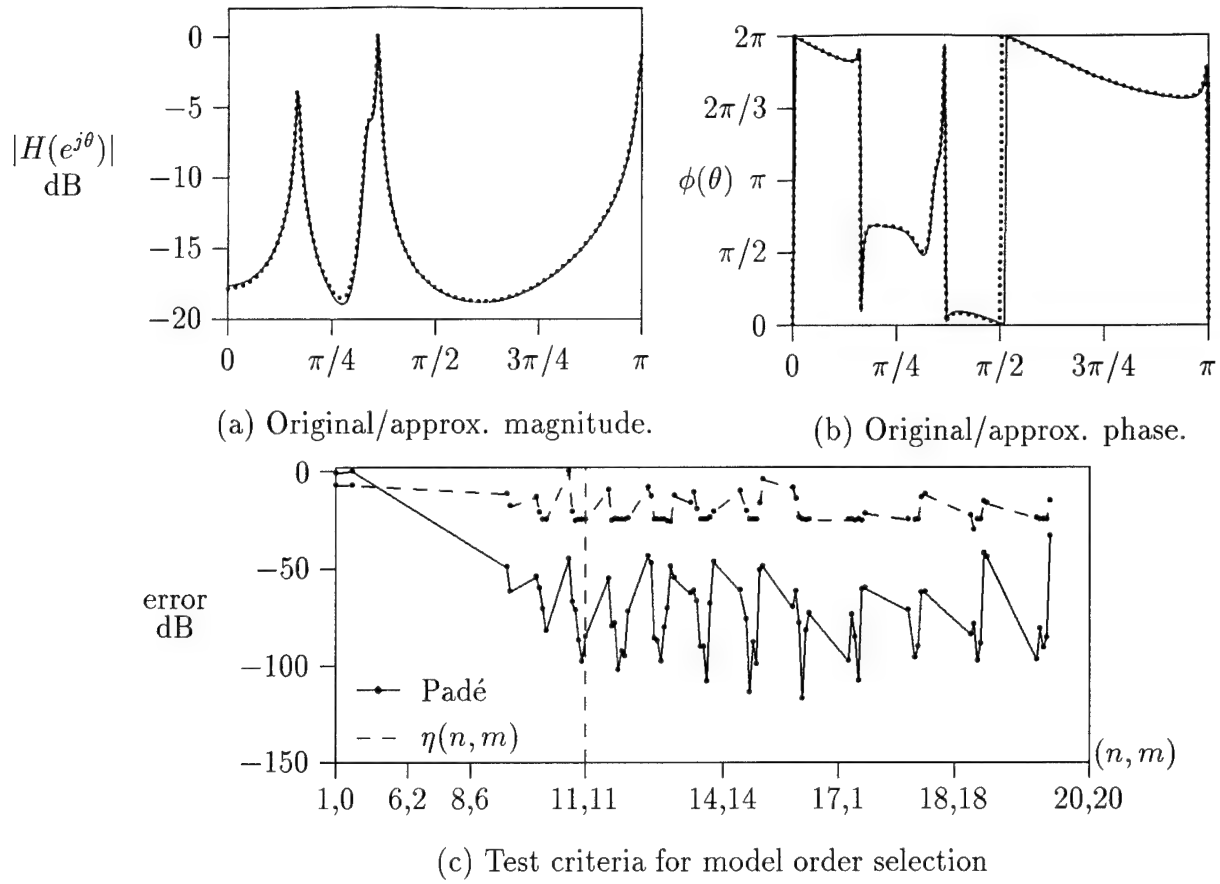 0
−5
−10
−15
−20
|H(e^{jθ})|
dB
0 π/4 π/2 3π/4 π
(a) Original/approx. magnitude.
2π
2π/3
φ(θ) π
π/2
0
0 π/4 π/2 3π/4 π
(b) Original/approx. phase.
0
−50
−100
−150
error
dB
Padé
η(n, m)
(n, m)
1,0 6,2 8,6 11,11 14,14 17,1 18,18 20,20
(c) Test criteria for model order selection